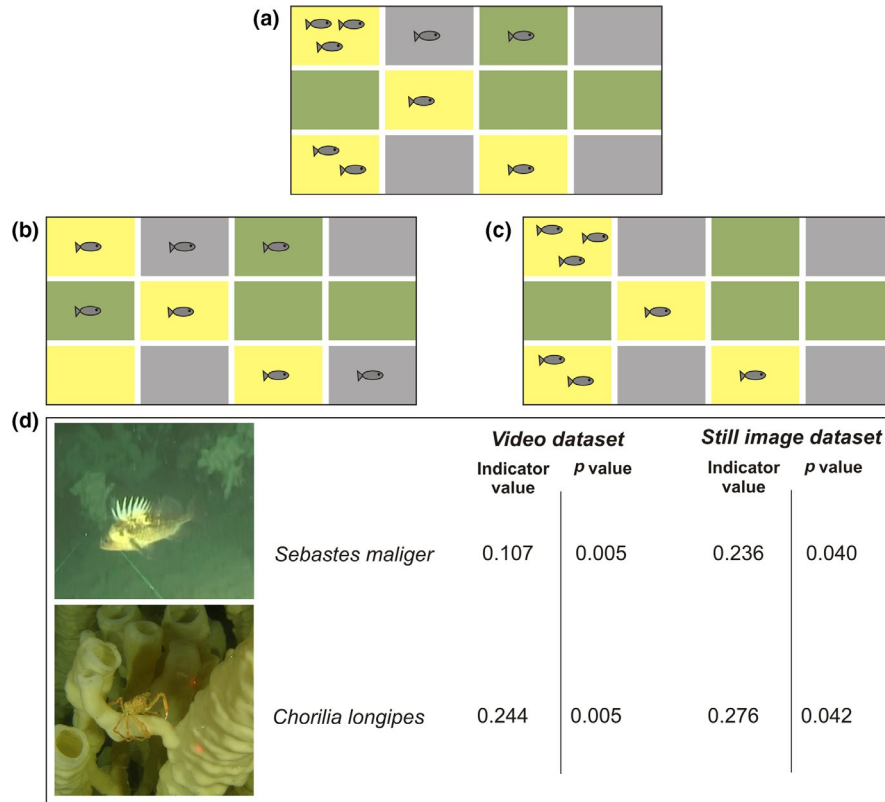 (a)
(b)
(c)
(d)
Video dataset Still image dataset
Indicator value p value Indicator value p value
Sebastes maliger 0.107 0.005 0.236 0.040
Chorilia longipes 0.244 0.005 0.276 0.042